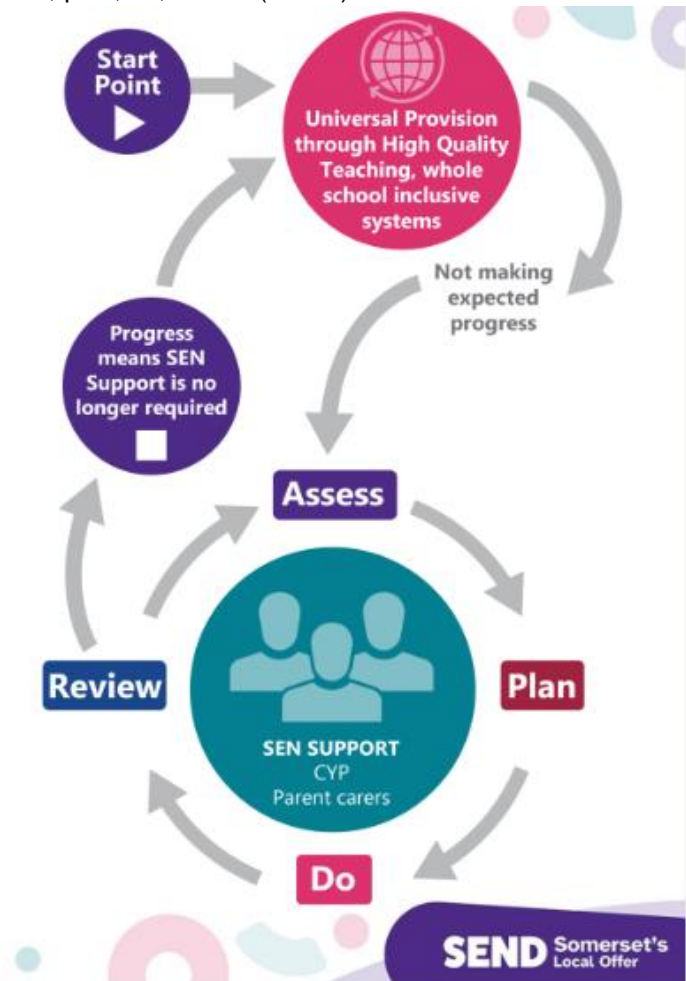 Start
Point
Universal Provision
through High Quality
Teaching, whole
school inclusive
systems
Not making
expected
progress
Progress
means SEN
Support is no
longer required
Assess
Review
Plan
SEN SUPPORT
CYP
Parent carers
Do
SEND Somerset's
Local Offer